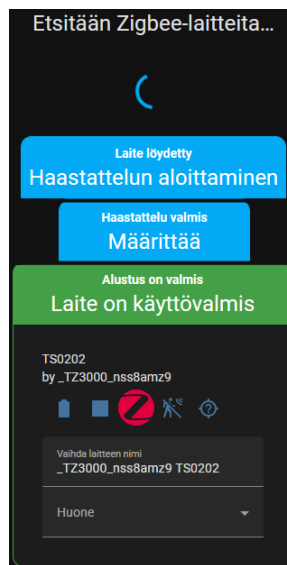 Etsitään Zigbee-laitteita…
Laite löydetty
Haastattelun aloittaminen
Haastattelu valmis
Määrittää
Alustus on valmis
Laite on käyttövalmis
TS0202
by _TZ3000_nss8amz9
Vaihda laitteen nimi
_TZ3000_nss8amz9 TS0202
Huone